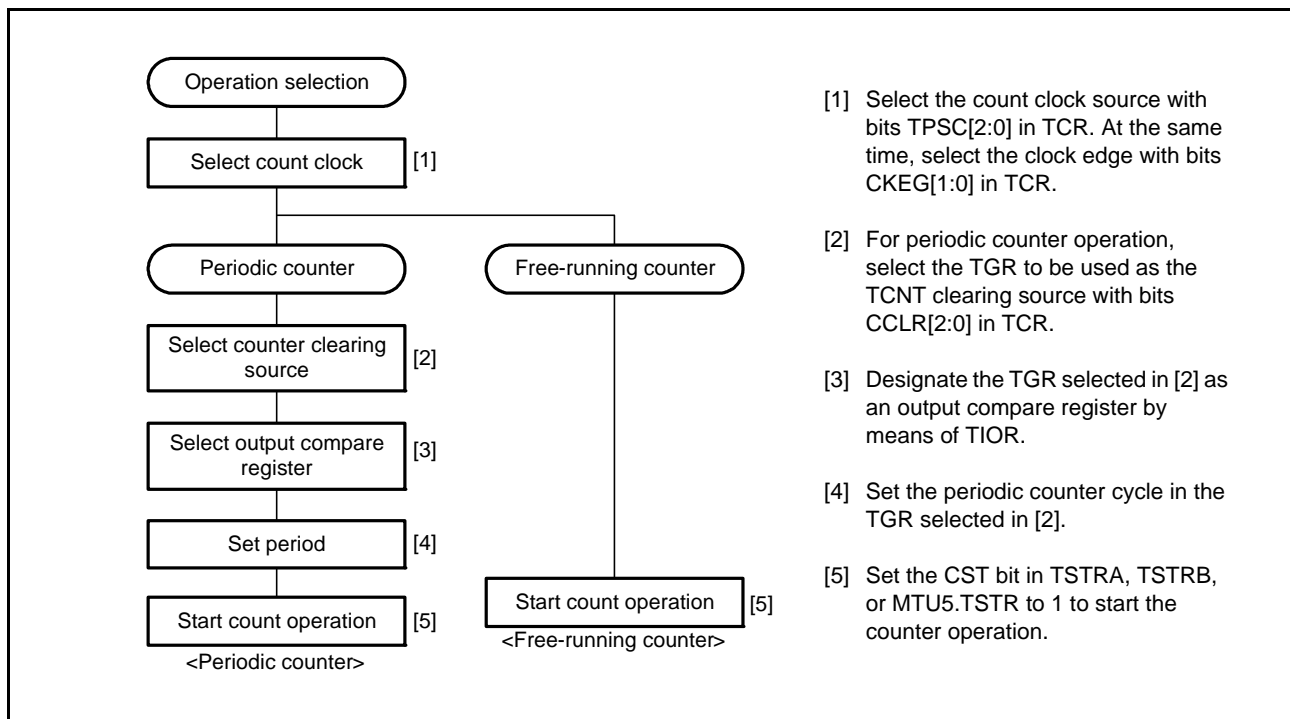 Operation selection
Select count clock
[1]
Periodic counter
Free-running counter
Select counter clearing
source
[2]
Select output compare
register
[3]
Set period
[4]
Start count operation
[5]
<Periodic counter>
Start count operation
[5]
<Free-running counter>
[1] Select the count clock source with
bits TPSC[2:0] in TCR. At the same
time, select the clock edge with bits
CKEG[1:0] in TCR.
[2] For periodic counter operation,
select the TGR to be used as the
TCNT clearing source with bits
CCLR[2:0] in TCR.
[3] Designate the TGR selected in [2] as
an output compare register by
means of TIOR.
[4] Set the periodic counter cycle in the
TGR selected in [2].
[5] Set the CST bit in TSTRA, TSTRB,
or MTU5.TSTR to 1 to start the
counter operation.